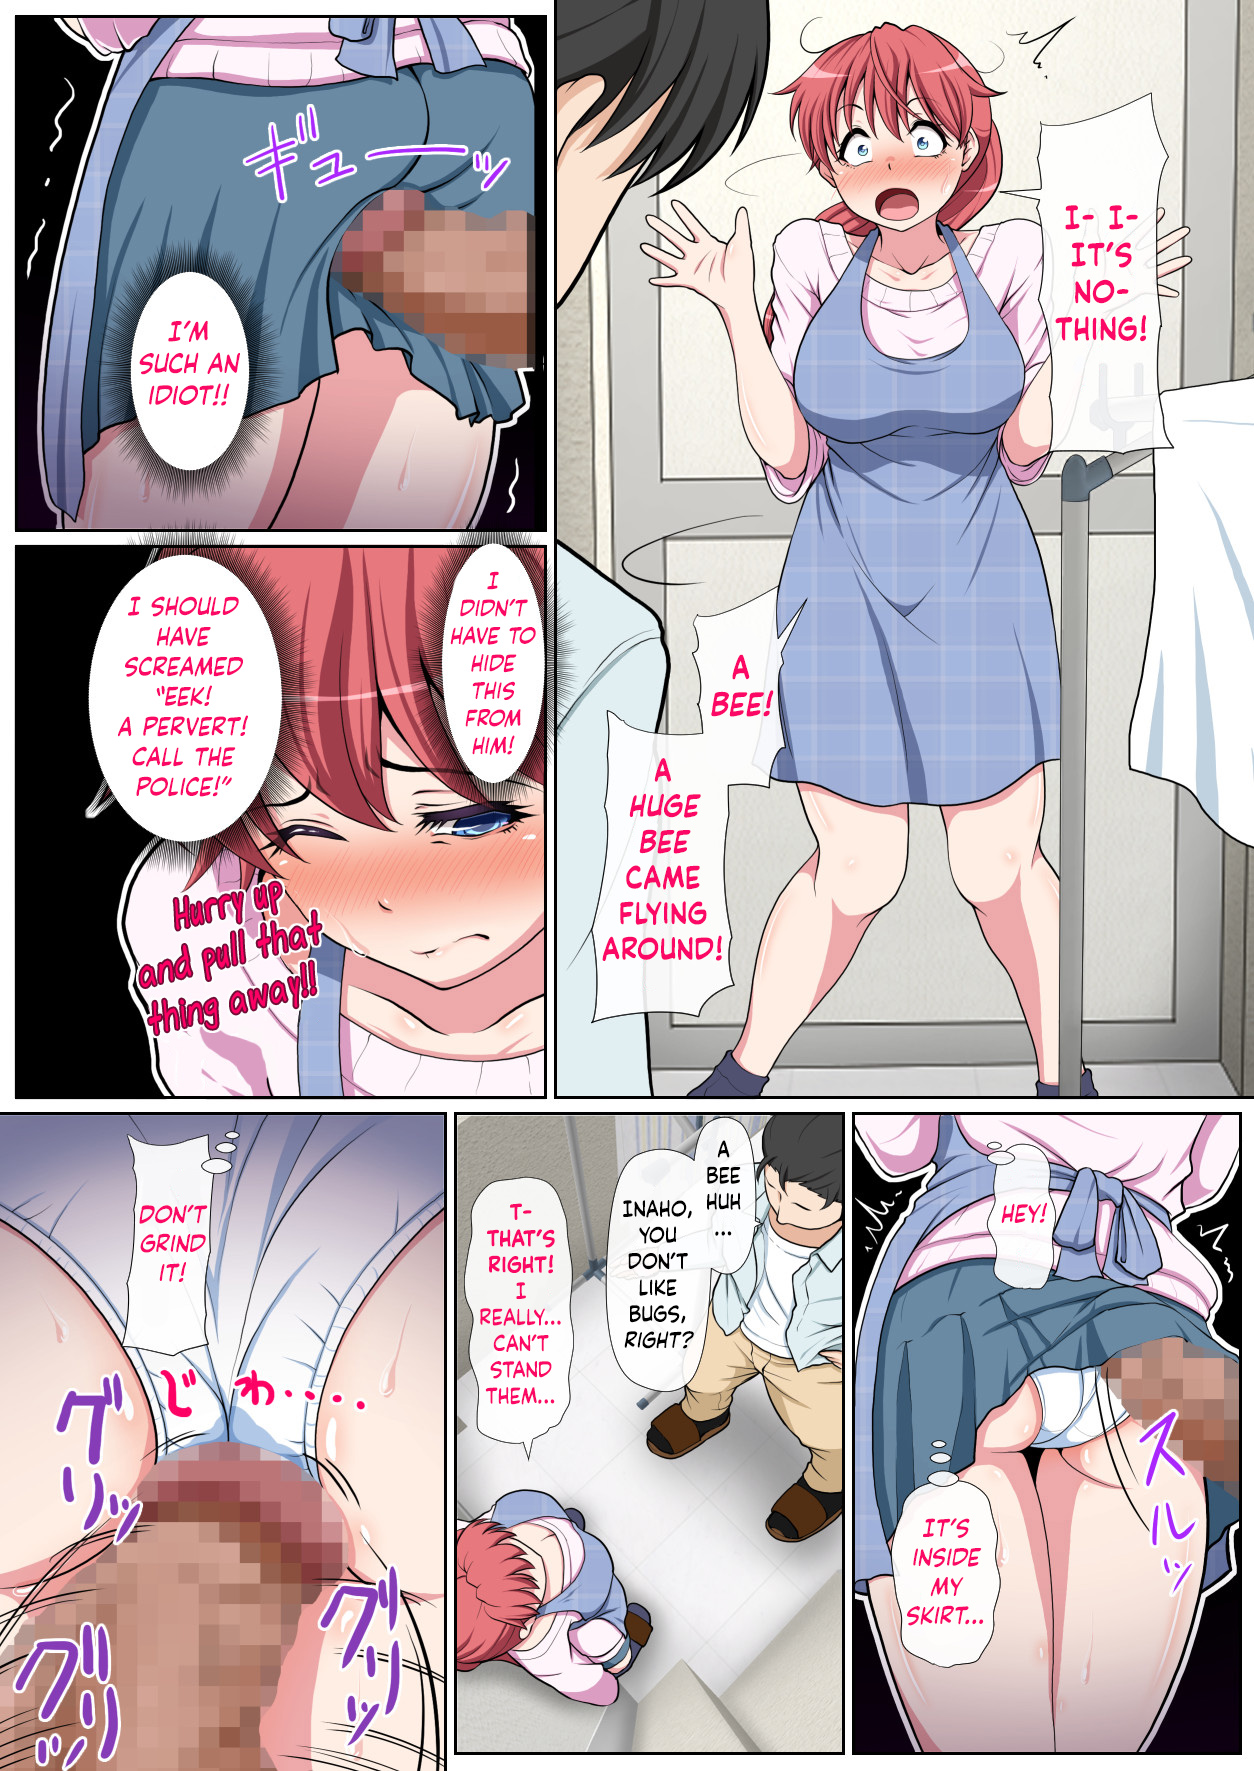 I- I-
IT'S
NO-
THING!
A
BEE!
A
HUGE
BEE
CAME
FLYING
AROUND!
ギューッ
I'M
SUCH AN
IDIOT!!
I
DIDN'T
HAVE TO
HIDE
THIS
FROM
HIM!
I SHOULD
HAVE
SCREAMED
"EEK!
A PERVERT!
CALL THE
POLICE!"
Hurry up
and pull that
thing away!!
HEY!
スルッ
IT'S
INSIDE
MY
SKIRT...
A
BEE
HUH
...
INAHO,
YOU
DON'T
LIKE
BUGS,
RIGHT?
T-
THAT'S
RIGHT!
I
REALLY...
CAN'T
STAND
THEM...
DON'T
GRIND
IT!
じわ....
グリッ
グリッ
グリグリッ